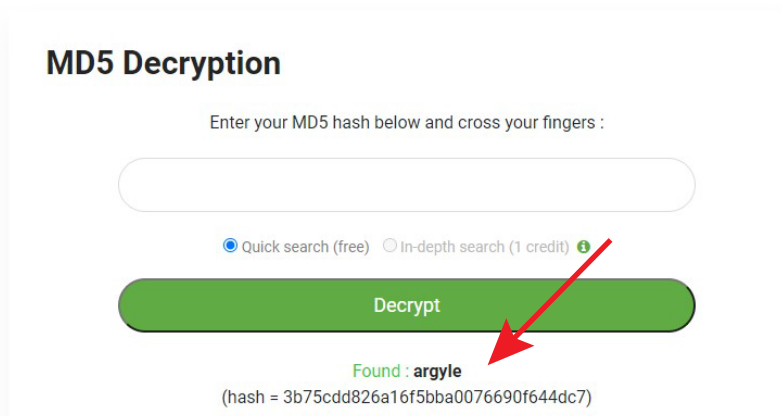 MD5 Decryption
Enter your MD5 hash below and cross your fingers :
Quick search (free) In-depth search (1 credit)
Decrypt
Found : argyle
(hash = 3b75cdd826a16f5bba0076690f644dc7)